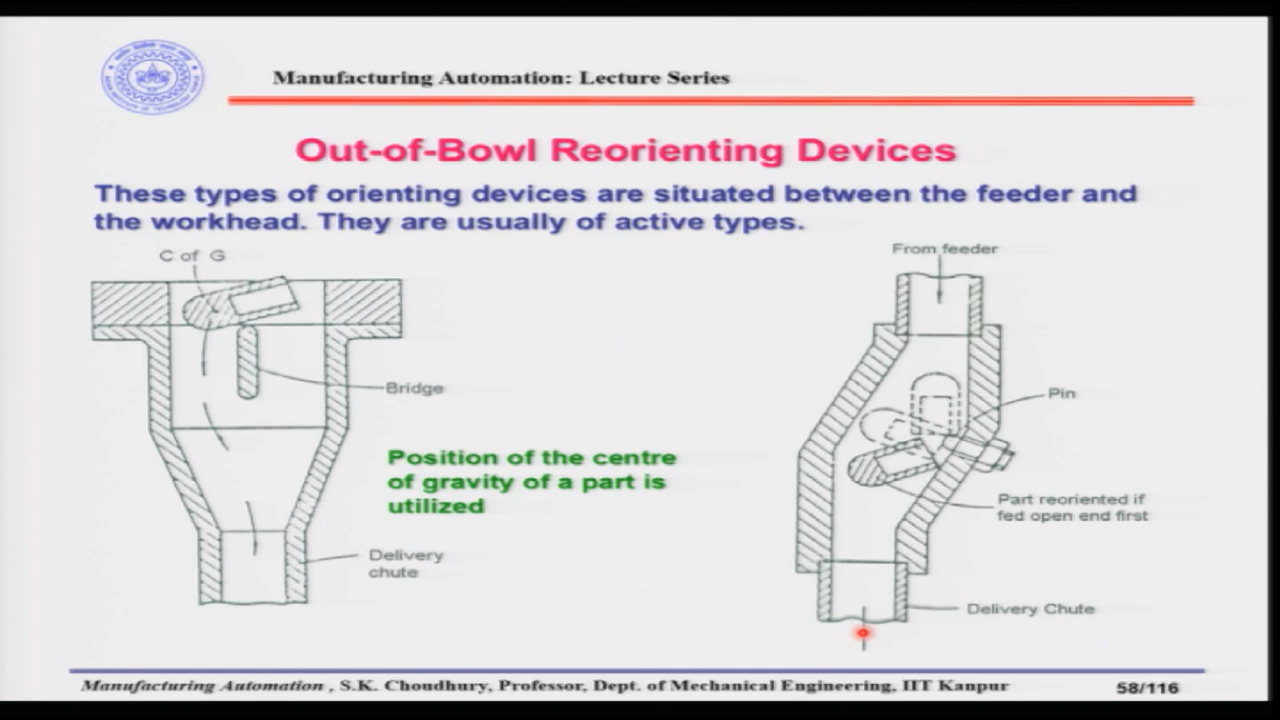 Manufacturing Automation: Lecture Series
Out-of-Bowl Reorienting Devices
These types of orienting devices are situated between the feeder and
the workhead. They are usually of active types.
C of G
Bridge
Position of the centre
of gravity of a part is
utilized
Delivery
chute
From feeder
Pin
Part reoriented if
fed open end first
Delivery Chute
Manufacturing Automation , S.K. Choudhury, Professor, Dept. of Mechanical Engineering, IIT Kanpur
58/116